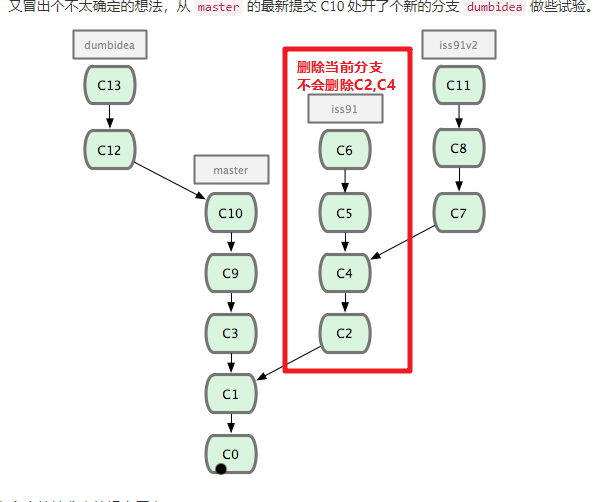 又冒出个不太确定的想法，从 master 的最新提交 C10 处开了个新的分支 dumbidea 做些试验。
dumbidea
iss91v2
删除当前分支
不会删除C2,C4
C13
iss91
C11
C12
C6
C8
master
C10
C5
C7
C9
C4
C3
C2
C1
C0